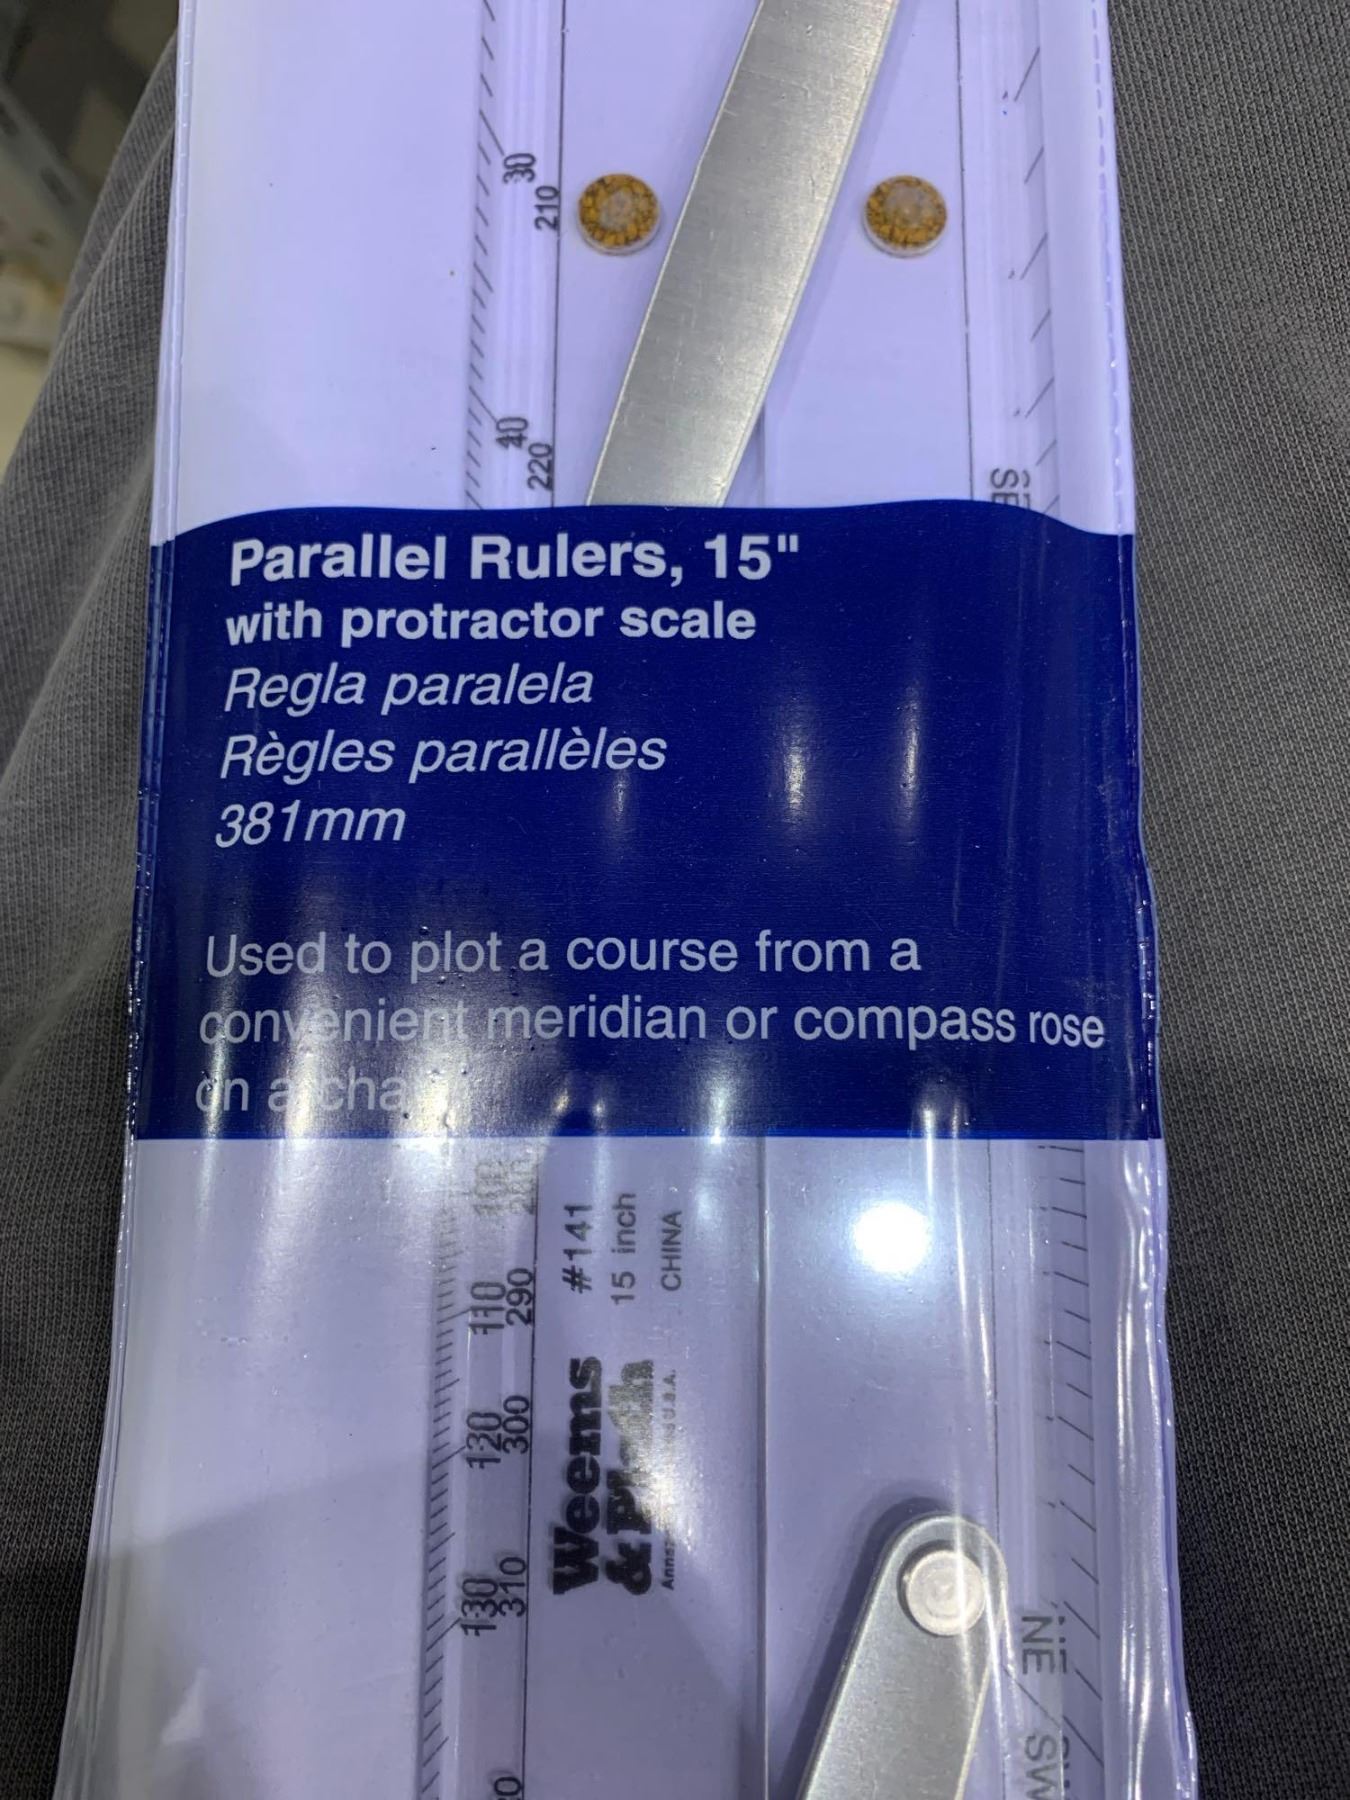 30
210
40
220
SE
Parallel Rulers, 15"
with protractor scale
Regla paralela
Règles parallèles
381mm
Used to plot a course from a
convenient meridian or compass rose
on a
100
110
290
120
300
130
310
#141
15 inch
CHINA
Weems
& Plath
U.S.A.
NE / SW